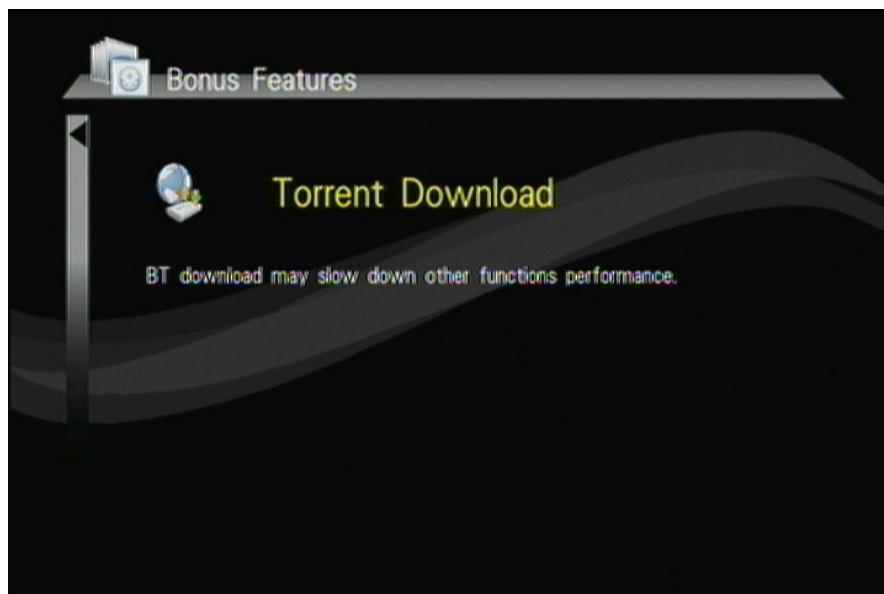 Bonus Features
Torrent Download
BT download may slow down other functions performance.